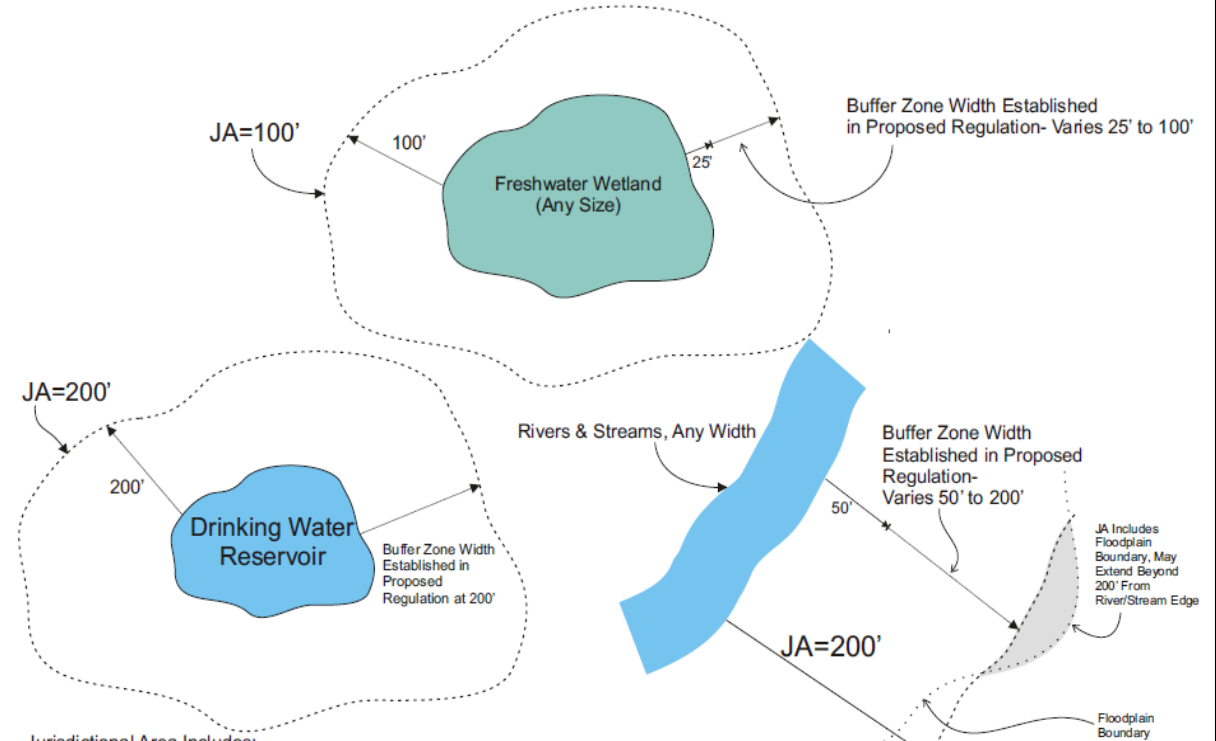 JA=100'
100'
Freshwater Wetland
(Any Size)
25'
Buffer Zone Width Established
in Proposed Regulation- Varies 25' to 100'
JA=200'
200'
Drinking Water
Reservoir
Buffer Zone Width
Established in
Proposed
Regulation at 200'
Rivers & Streams, Any Width
Buffer Zone Width
Established in Proposed
Regulation-
Varies 50' to 200'
50'
JA Includes
Floodplain
Boundary, May
Extend Beyond
200' From
River/Stream Edge
JA=200'
Floodplain
Boundary
Jurisdictional Area Includes: